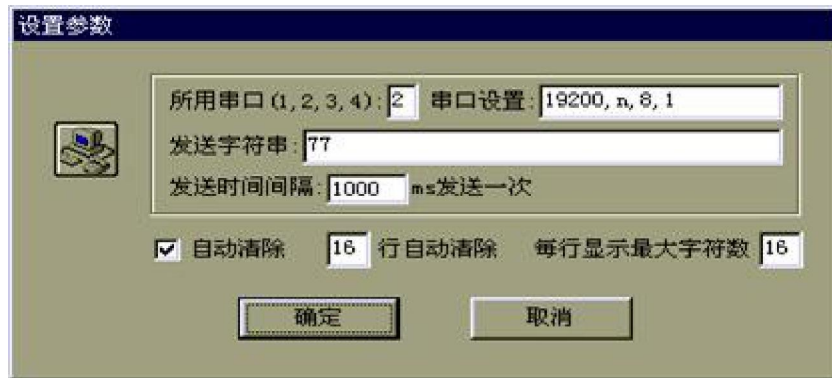 设置参数
所用串口(1,2,3,4):2 串口设置:19200,n,8,1
发送字符串:77
发送时间间隔:1000 ms发送一次
自动清除 16 行自动清除 每行显示最大字符数 16
确定 取消